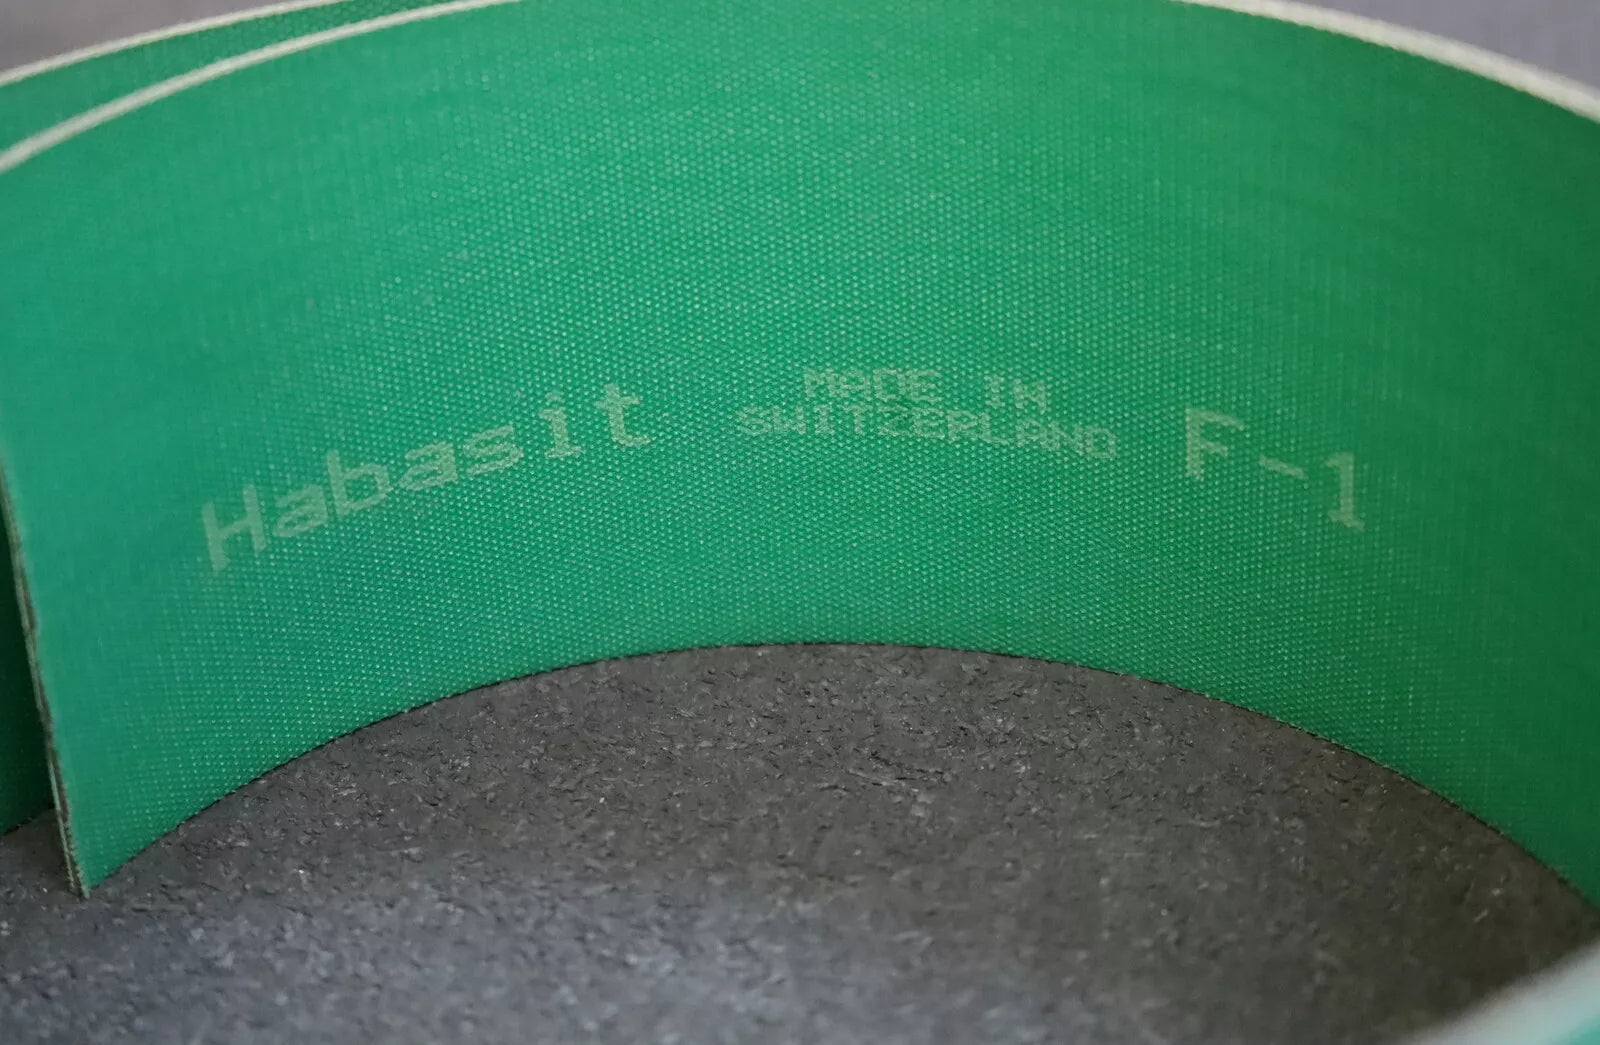 Habasit
MADE IN
SWITZERLAND
F-1